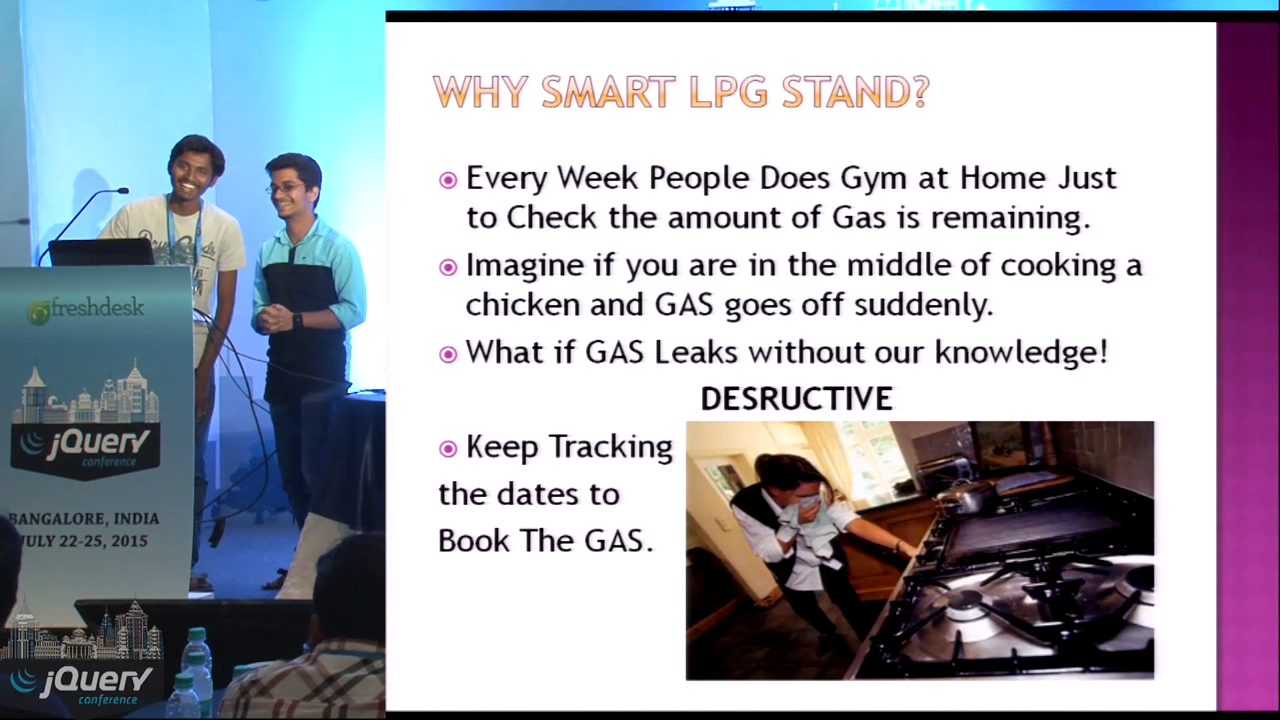 WHY SMART LPG STAND?
Every Week People Does Gym at Home Just
to Check the amount of Gas is remaining.
Imagine if you are in the middle of cooking a
chicken and GAS goes off suddenly.
What if GAS Leaks without our knowledge!
DESRUCTIVE
Keep Tracking
the dates to
Book The GAS.
freshdesk
jQuery
conference
BANGALORE, INDIA
JULY 22-25, 2015
jQuery
conference